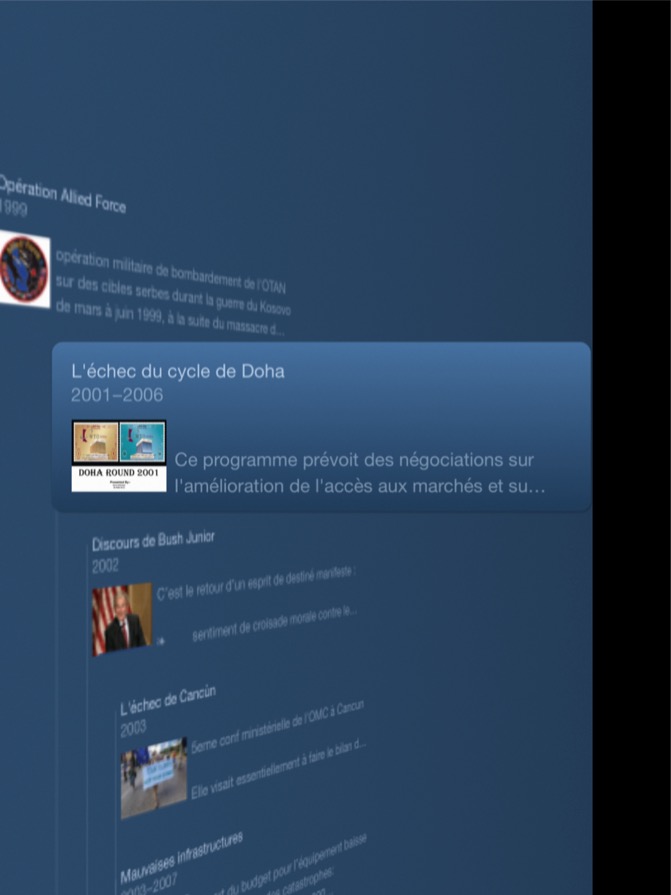 Opération Allied Force
1999
opération militaire de bombardement de l'OTAN
sur des cibles serbes durant la guerre du Kosovo
de mars à juin 1999, à la suite du massacre d...
L'échec du cycle de Doha
2001–2006
DOHA ROUND 2001
Ce programme prévoit des négociations sur
l'amélioration de l'accès aux marchés et su...
Discours de Bush Junior
2002
C'est le retour d'un esprit de destiné manifeste :
sentiment de croisade morale contre le...
L'échec de Cancùn
2003
5eme conf ministérielle de l'OMC à Cancun
Elle visait essentiellement à faire le bilan d...
Mauvaises infrastructures
2003–2007
du budget pour l'équipement baisse
catastrophes: